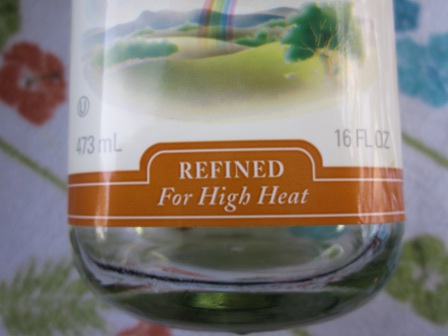 U
473 mL 16 FL OZ
REFINED
For High Heat